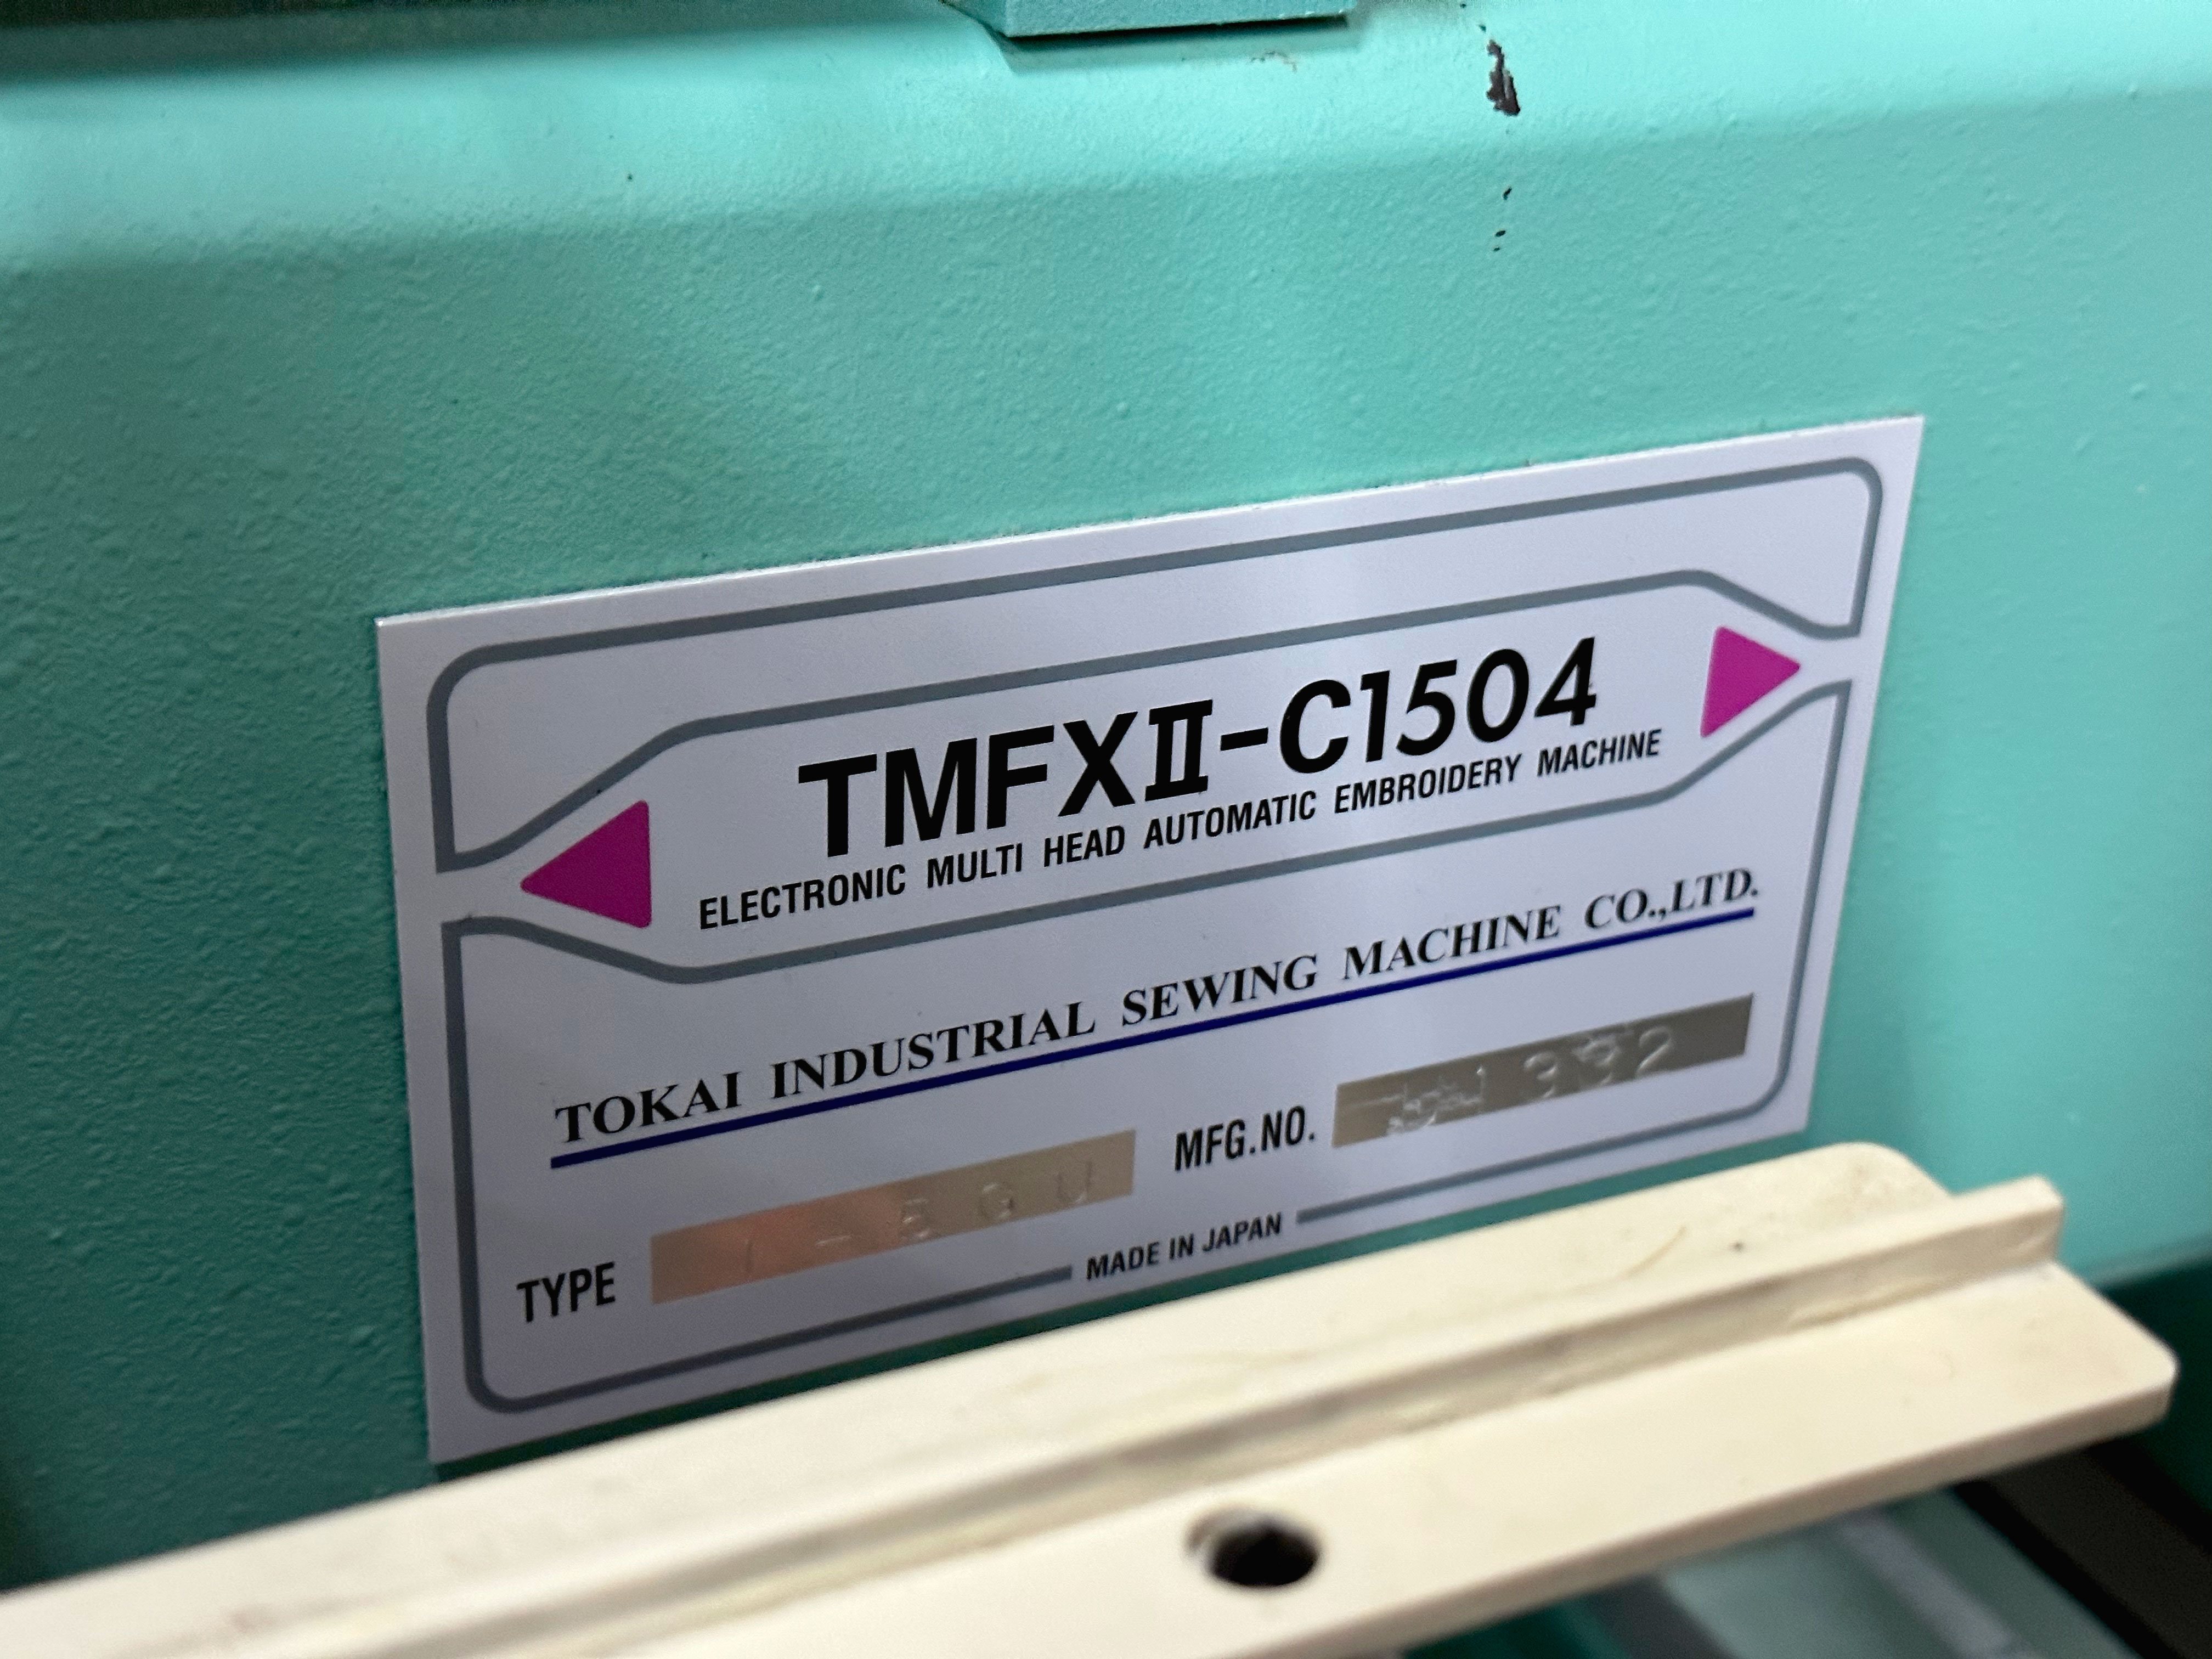 TMFXII-C1504
ELECTRONIC MULTI HEAD AUTOMATIC EMBROIDERY MACHINE
TOKAI INDUSTRIAL SEWING MACHINE CO.,LTD.
TYPE MFG.NO.
MADE IN JAPAN